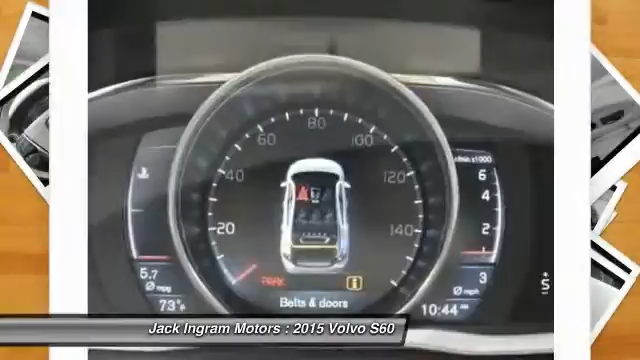 80
60 100
40 120
20 140
x1000
6
4
2
5.7
Ø mpg
73°F
PARK
i
Belts & doors
3
Ø mph
10:44
S
Jack Ingram Motors : 2015 Volvo S60